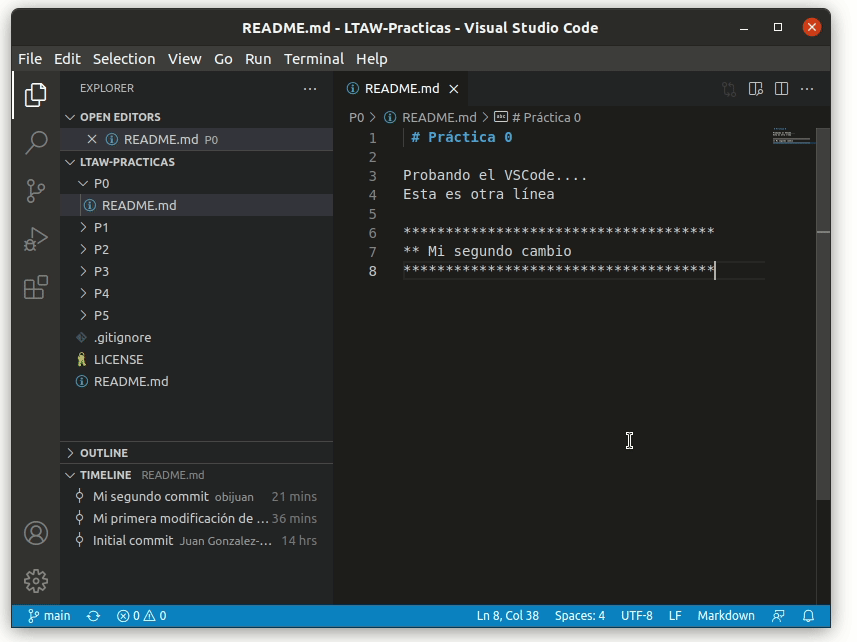 README.md - LTAW-Practicas - Visual Studio Code
File Edit Selection View Go Run Terminal Help
EXPLORER
OPEN EDITORS
README.md P0
LTAW-PRACTICAS
P0
README.md
P1
P2
P3
P4
P5
.gitignore
LICENSE
README.md
OUTLINE
TIMELINE README.md
Mi segundo commit obijuan 21 mins
Mi primera modificación de ... 36 mins
Initial commit Juan Gonzalez-... 14 hrs
README.md
P0 > README.md > # Práctica 0
1 # Práctica 0
2
3 Probando el VSCode....
4 Esta es otra línea
5
6 *************************************
7 ** Mi segundo cambio
8 *************************************
main 0 0 Ln 8, Col 38 Spaces: 4 UTF-8 LF Markdown